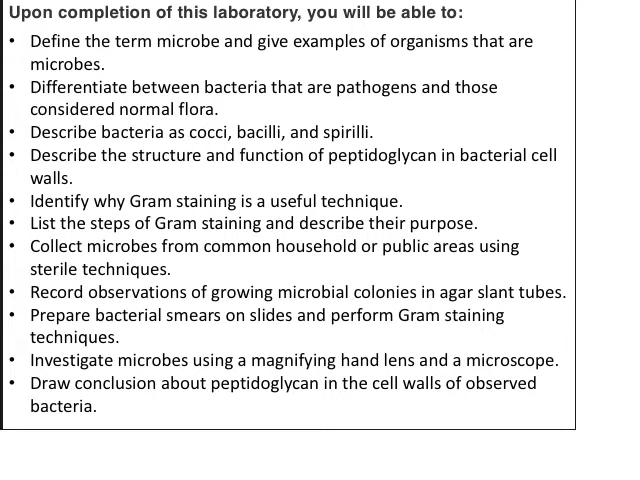 Upon completion of this laboratory, you will be able to:
• Define the term microbe and give examples of organisms that are
microbes.
• Differentiate between bacteria that are pathogens and those
considered normal flora.
• Describe bacteria as cocci, bacilli, and spirilli.
• Describe the structure and function of peptidoglycan in bacterial cell
walls.
• Identify why Gram staining is a useful technique.
• List the steps of Gram staining and describe their purpose.
• Collect microbes from common household or public areas using
sterile techniques.
• Record observations of growing microbial colonies in agar slant tubes.
• Prepare bacterial smears on slides and perform Gram staining
techniques.
• Investigate microbes using a magnifying hand lens and a microscope.
• Draw conclusion about peptidoglycan in the cell walls of observed
bacteria.